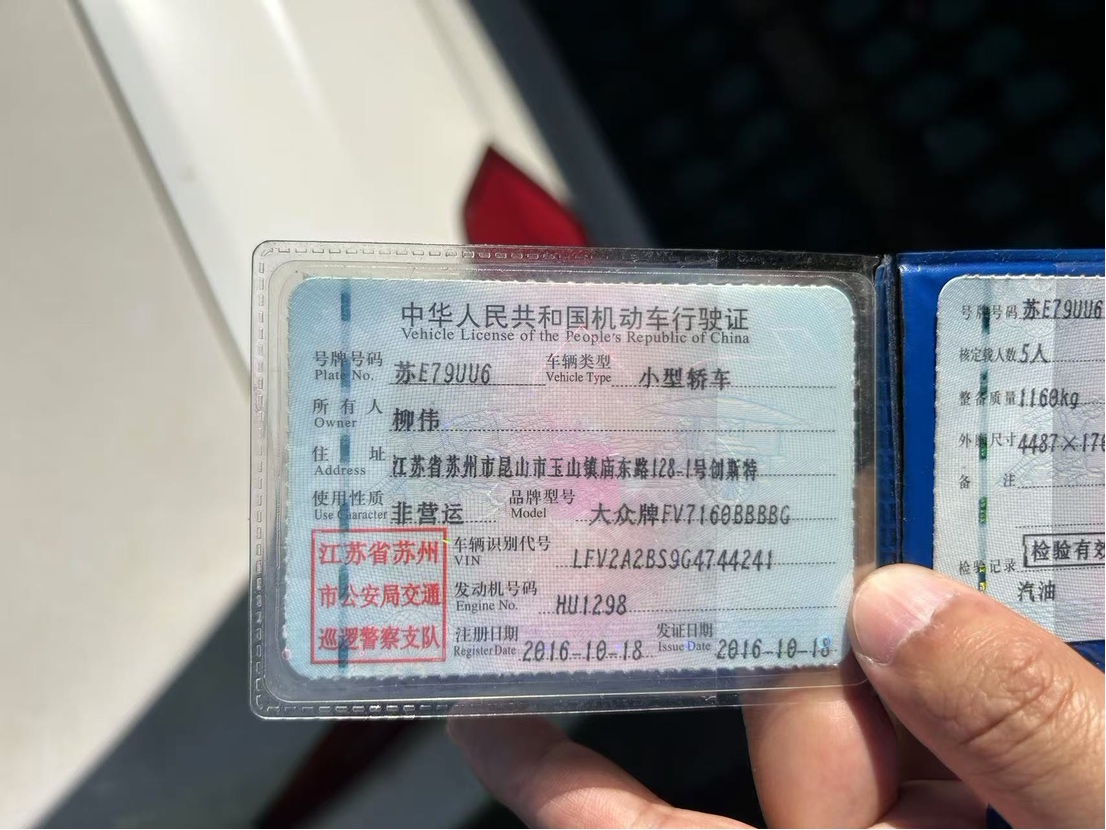 中华人民共和国机动车行驶证
Vehicle License of the People's Republic of China
号牌号码 苏E79UU6 车辆类型 小型轿车
Plate No. Vehicle Type
所有人 柳伟
Owner
住址 江苏省苏州市昆山市玉山镇庙东路128-1号创斯特
Address
使用性质 非营运 品牌型号 大众牌FV7160BBBBG
Use Character Model
江苏省苏州
市公安局交通
巡逻警察支队
车辆识别代号 LFV2A2BS9G4744241
VIN
发动机号码 HU1298
Engine No.
注册日期 2016-10-18 发证日期 2016-10-18
Register Date Issue Date
号牌号码 苏E79UU6
核定载人数 5人
整备质量 1160kg
外廓尺寸 4487×176
备注
检验记录 检验有效
汽油